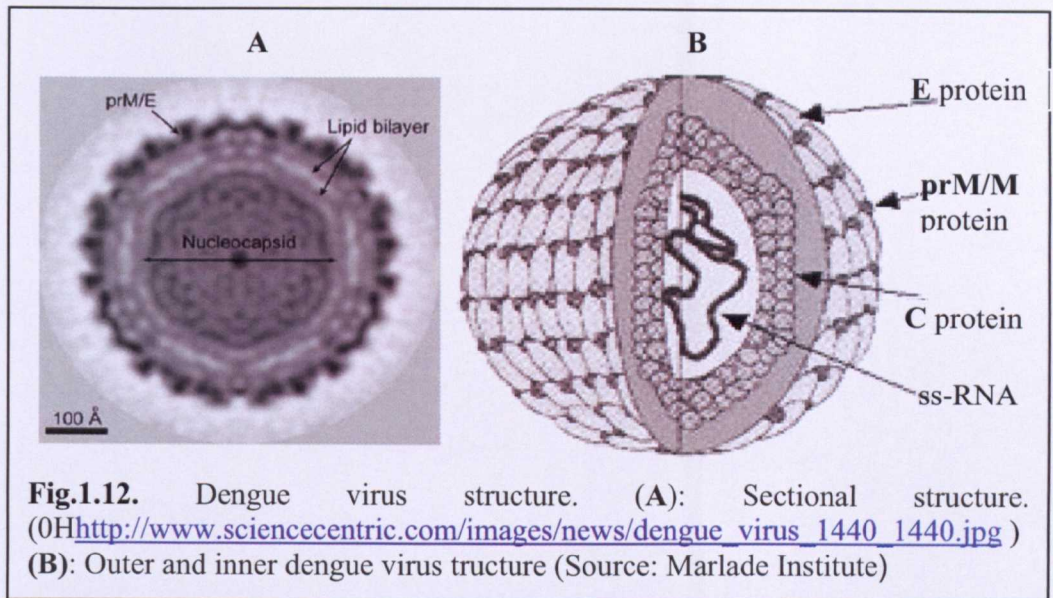 A
B
prM/E
Lipid bilayer
Nucleocapsid
100 Å
E protein
prM/M
protein
C protein
ss-RNA
Fig.1.12. Dengue virus structure. (A): Sectional structure.
(0Hhttp://www.sciencecentric.com/images/news/dengue_virus_1440_1440.jpg )
(B): Outer and inner dengue virus tructure (Source: Marlade Institute)